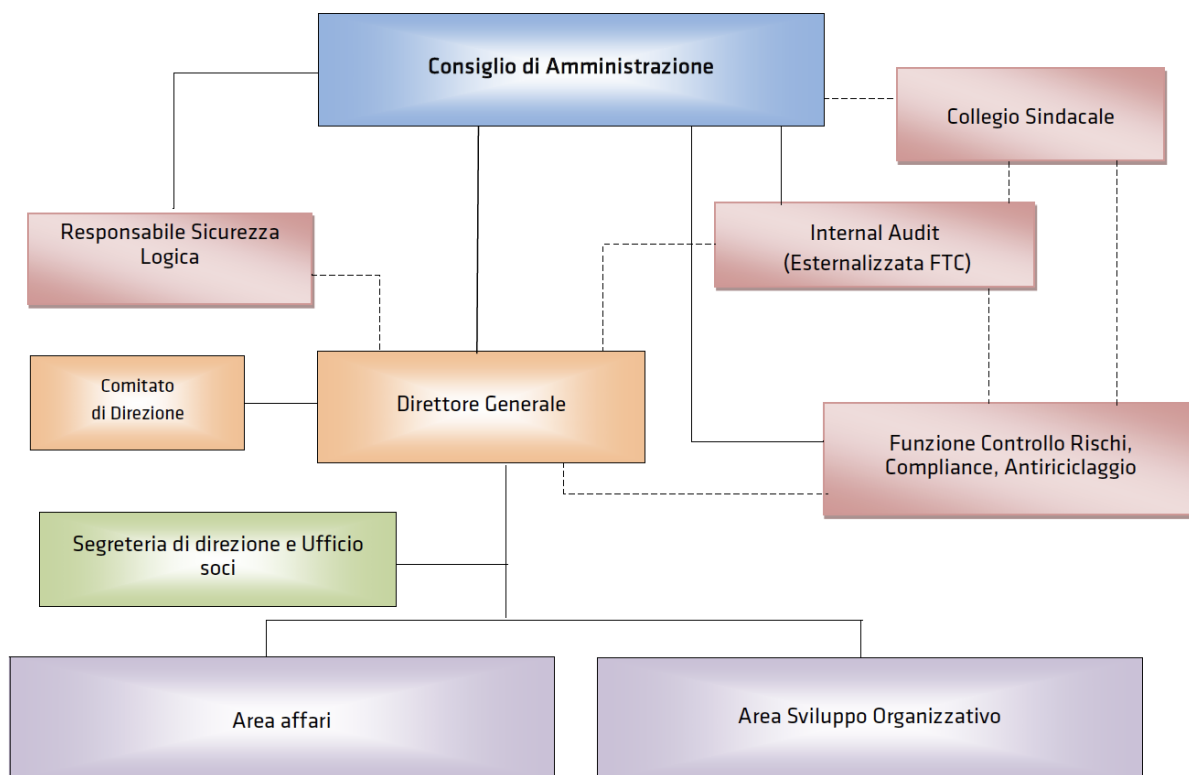 Consiglio di Amministrazione
Collegio Sindacale
Responsabile Sicurezza
Logica
Internal Audit
(Esternalizzata FTC)
Comitato
di Direzione
Direttore Generale
Funzione Controllo Rischi,
Compliance, Antiriciclaggio
Segreteria di direzione e Ufficio
soci
Area affari
Area Sviluppo Organizzativo